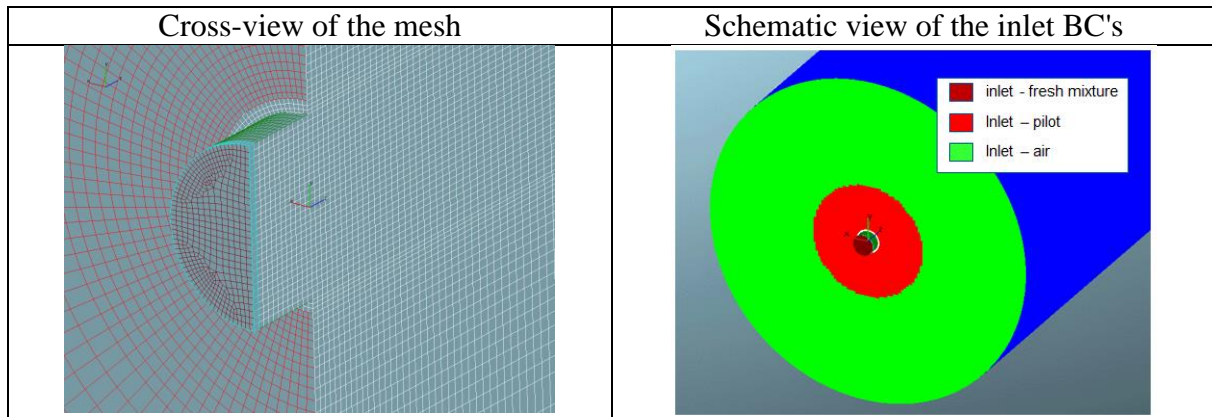 Cross-view of the mesh
Schematic view of the inlet BC's
inlet - fresh mixture
Inlet – pilot
Inlet – air